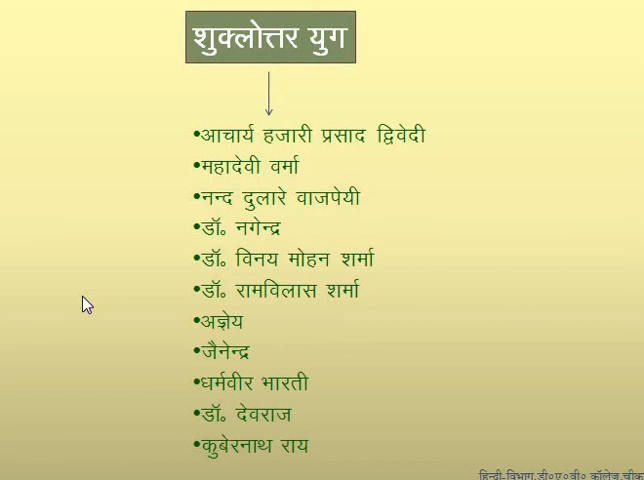 शुक्लोत्तर युग
•आचार्य हजारी प्रसाद द्विवेदी
•महादेवी वर्मा
•नन्द दुलारे वाजपेयी
•डॉ॰ नगेन्द्र
•डॉ॰ विनय मोहन शर्मा
•डॉ॰ रामविलास शर्मा
•अज्ञेय
•जैनेन्द्र
•धर्मवीर भारती
•डॉ॰ देवराज
•कुबेरनाथ राय
हिन्दी-विभाग,डी॰ए॰वी॰ कॉलेज,चीक